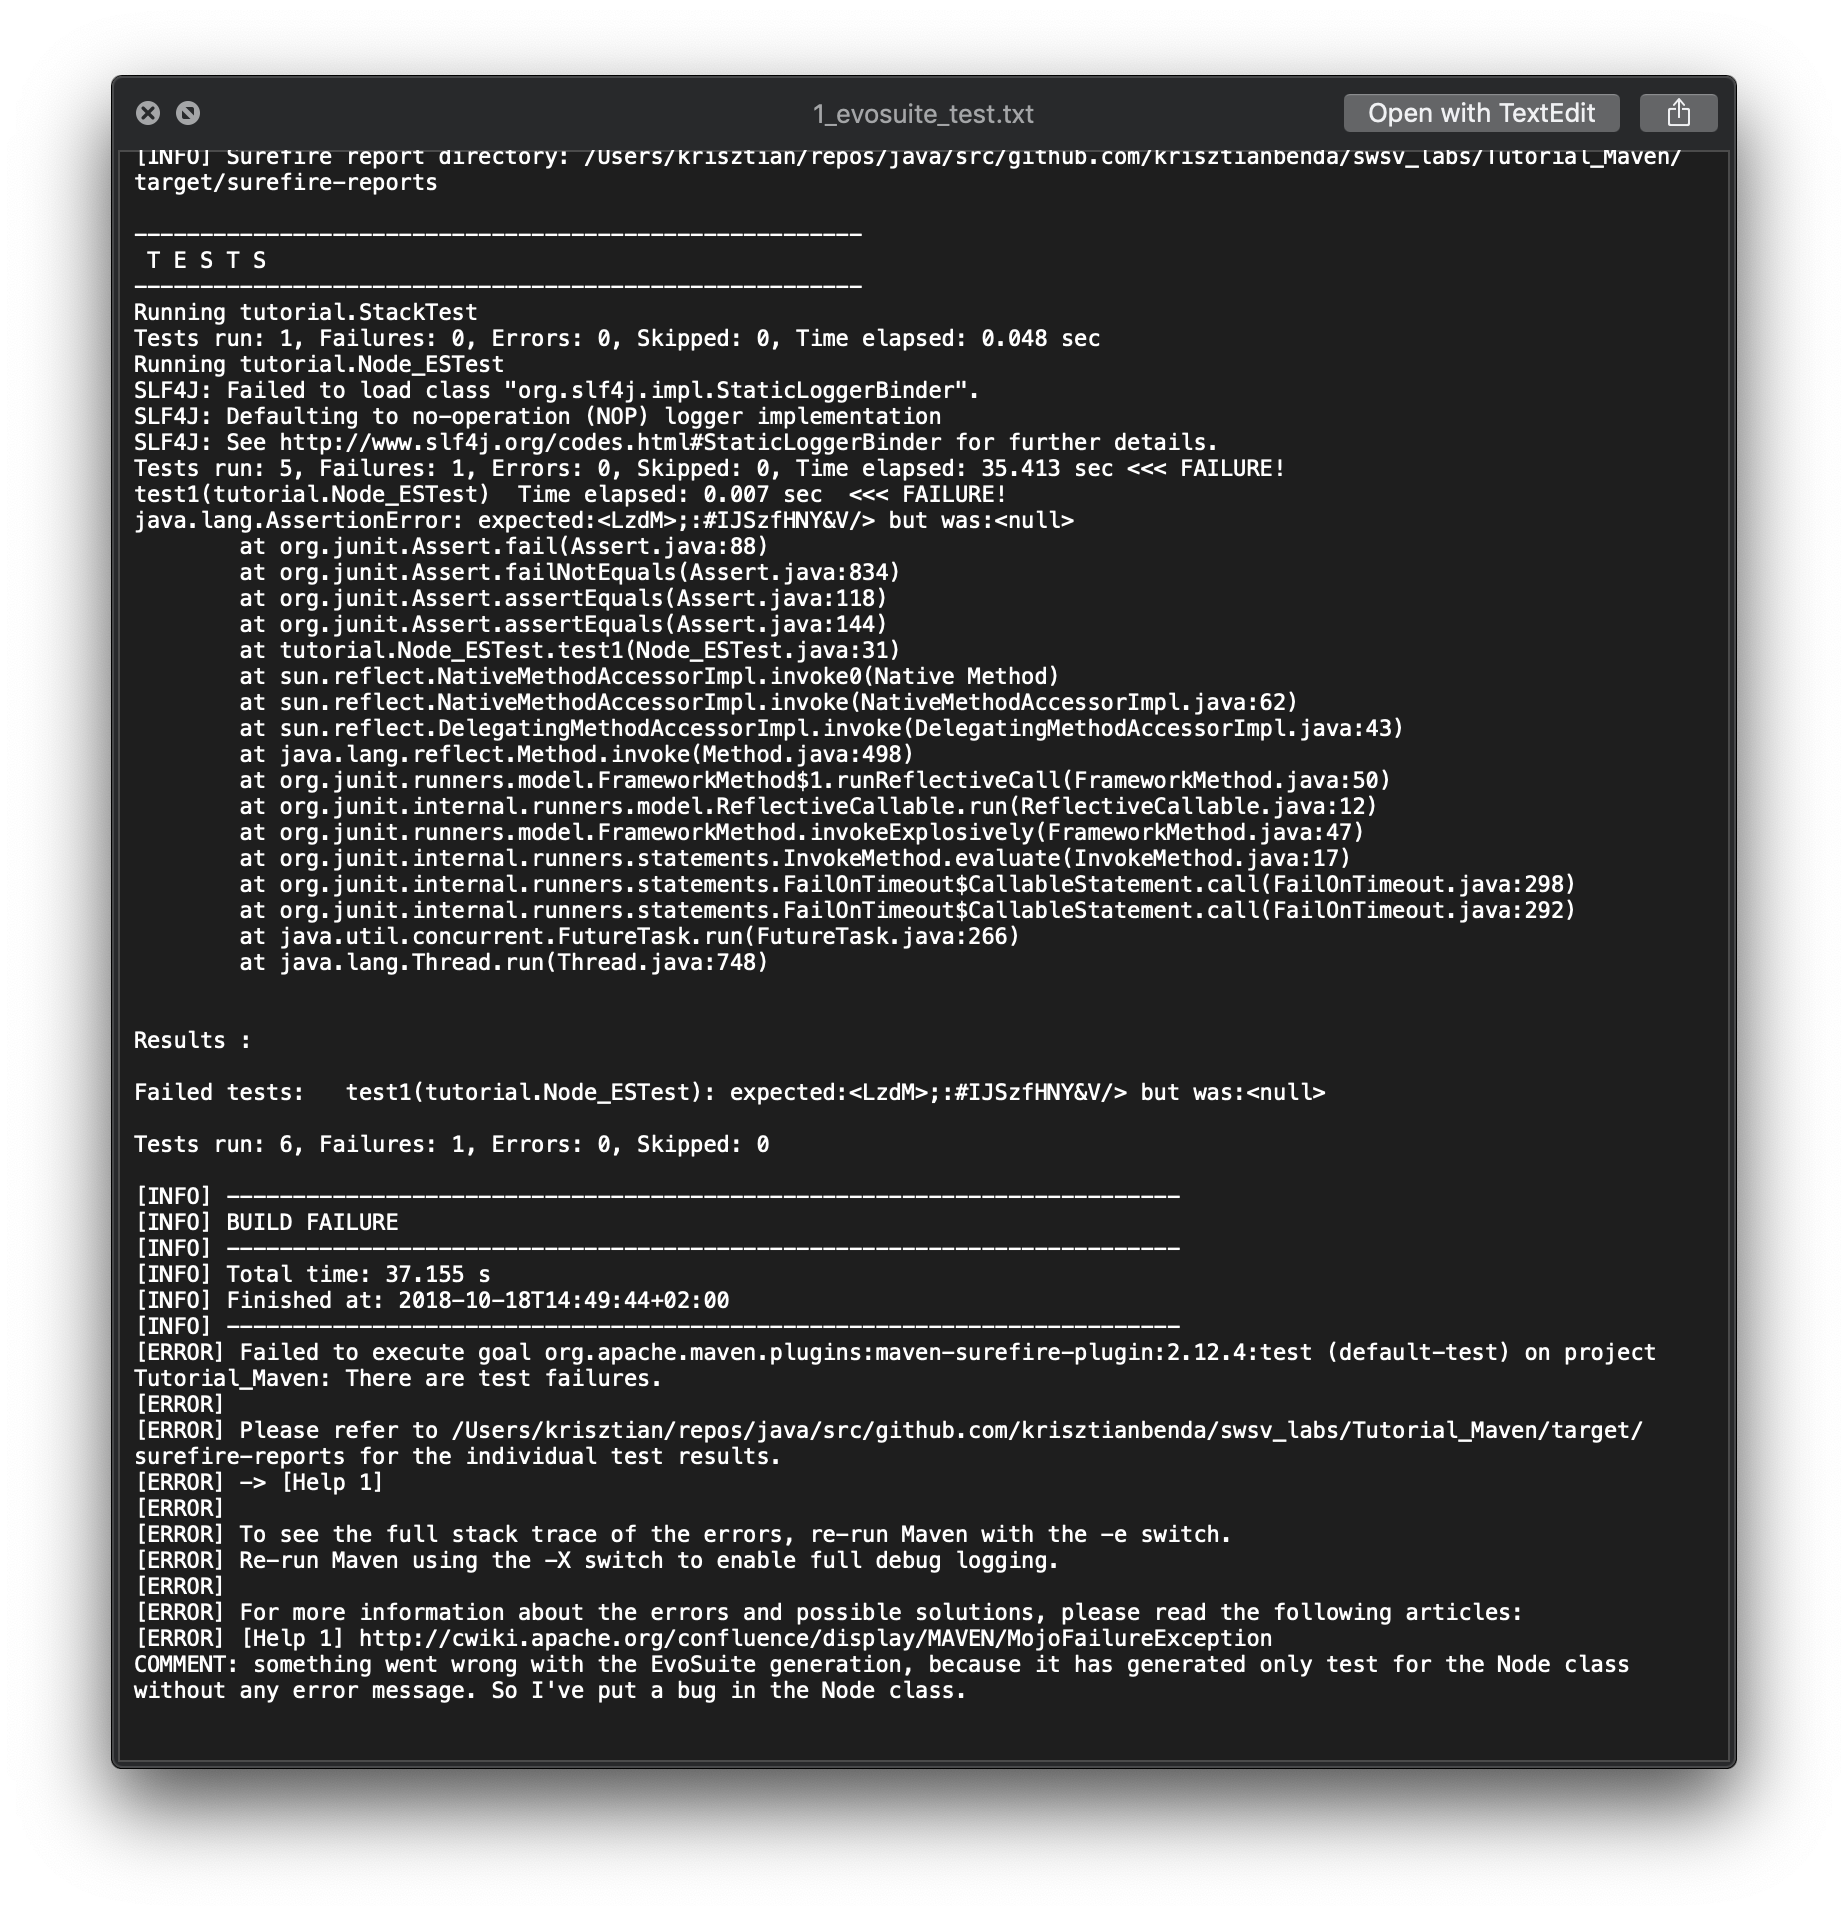 1_evosuite_test.txt
Open with TextEdit
[INFO] Surefire report directory: /Users/krisztian/repos/java/src/github.com/krisztianbenda/swsv_labs/Tutorial_Maven/
target/surefire-reports
-------------------------------------------------------
T E S T S
-------------------------------------------------------
Running tutorial.StackTest
Tests run: 1, Failures: 0, Errors: 0, Skipped: 0, Time elapsed: 0.048 sec
Running tutorial.Node_ESTest
SLF4J: Failed to load class "org.slf4j.impl.StaticLoggerBinder".
SLF4J: Defaulting to no-operation (NOP) logger implementation
SLF4J: See http://www.slf4j.org/codes.html#StaticLoggerBinder for further details.
Tests run: 5, Failures: 1, Errors: 0, Skipped: 0, Time elapsed: 35.413 sec <<< FAILURE!
test1(tutorial.Node_ESTest)  Time elapsed: 0.007 sec  <<< FAILURE!
java.lang.AssertionError: expected:<LzdM>;:#IJSzfHNY&V/> but was:<null>
at org.junit.Assert.fail(Assert.java:88)
at org.junit.Assert.failNotEquals(Assert.java:834)
at org.junit.Assert.assertEquals(Assert.java:118)
at org.junit.Assert.assertEquals(Assert.java:144)
at tutorial.Node_ESTest.test1(Node_ESTest.java:31)
at sun.reflect.NativeMethodAccessorImpl.invoke0(Native Method)
at sun.reflect.NativeMethodAccessorImpl.invoke(NativeMethodAccessorImpl.java:62)
at sun.reflect.DelegatingMethodAccessorImpl.invoke(DelegatingMethodAccessorImpl.java:43)
at java.lang.reflect.Method.invoke(Method.java:498)
at org.junit.runners.model.FrameworkMethod$1.runReflectiveCall(FrameworkMethod.java:50)
at org.junit.internal.runners.model.ReflectiveCallable.run(ReflectiveCallable.java:12)
at org.junit.runners.model.FrameworkMethod.invokeExplosively(FrameworkMethod.java:47)
at org.junit.internal.runners.statements.InvokeMethod.evaluate(InvokeMethod.java:17)
at org.junit.internal.runners.statements.FailOnTimeout$CallableStatement.call(FailOnTimeout.java:298)
at org.junit.internal.runners.statements.FailOnTimeout$CallableStatement.call(FailOnTimeout.java:292)
at java.util.concurrent.FutureTask.run(FutureTask.java:266)
at java.lang.Thread.run(Thread.java:748)
Results :
Failed tests:   test1(tutorial.Node_ESTest): expected:<LzdM>;:#IJSzfHNY&V/> but was:<null>
Tests run: 6, Failures: 1, Errors: 0, Skipped: 0
[INFO] ------------------------------------------------------------------------
[INFO] BUILD FAILURE
[INFO] ------------------------------------------------------------------------
[INFO] Total time: 37.155 s
[INFO] Finished at: 2018-10-18T14:49:44+02:00
[INFO] ------------------------------------------------------------------------
[ERROR] Failed to execute goal org.apache.maven.plugins:maven-surefire-plugin:2.12.4:test (default-test) on project
Tutorial_Maven: There are test failures.
[ERROR]
[ERROR] Please refer to /Users/krisztian/repos/java/src/github.com/krisztianbenda/swsv_labs/Tutorial_Maven/target/
surefire-reports for the individual test results.
[ERROR] -> [Help 1]
[ERROR]
[ERROR] To see the full stack trace of the errors, re-run Maven with the -e switch.
[ERROR] Re-run Maven using the -X switch to enable full debug logging.
[ERROR]
[ERROR] For more information about the errors and possible solutions, please read the following articles:
[ERROR] [Help 1] http://cwiki.apache.org/confluence/display/MAVEN/MojoFailureException
COMMENT: something went wrong with the EvoSuite generation, because it has generated only test for the Node class
without any error message. So I've put a bug in the Node class.